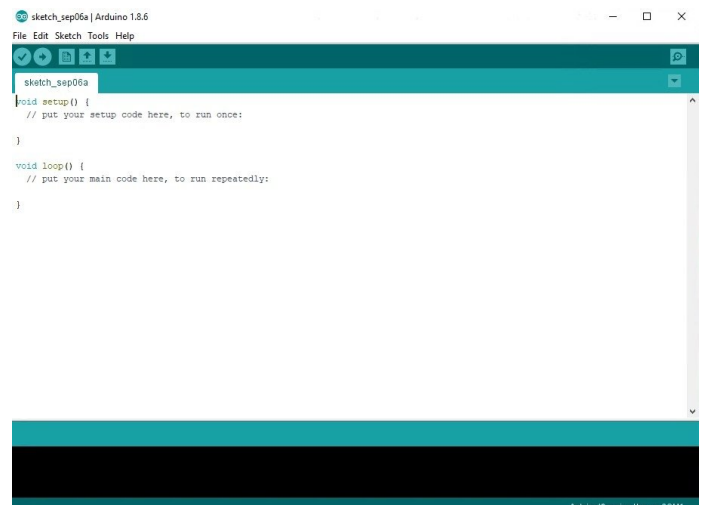 sketch_sep06a | Arduino 1.8.6
File Edit Sketch Tools Help
sketch_sep06a
void setup() {
  // put your setup code here, to run once:
}
void loop() {
  // put your main code here, to run repeatedly:
}